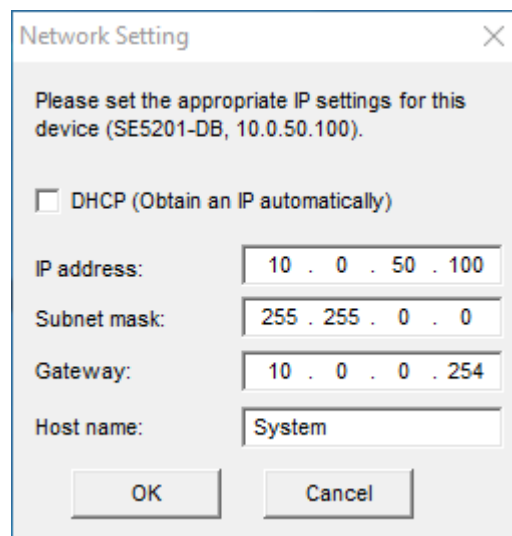 Network Setting
Please set the appropriate IP settings for this
device (SE5201-DB, 10.0.50.100).
DHCP (Obtain an IP automatically)
IP address: 10 . 0 . 50 . 100
Subnet mask: 255 . 255 . 0 . 0
Gateway: 10 . 0 . 0 . 254
Host name: System
OK Cancel